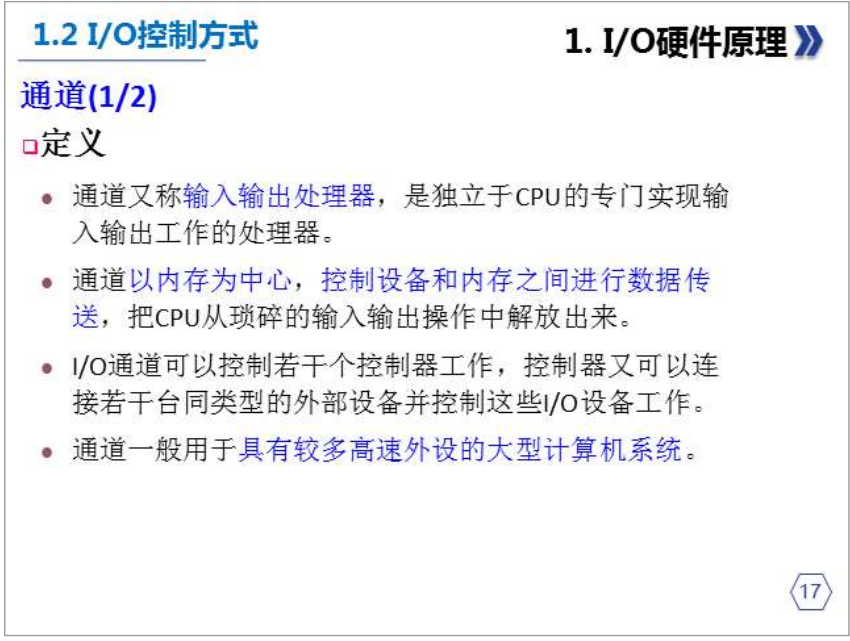 1.2 I/O控制方式
1. I/O硬件原理
通道(1/2)
定义
通道又称输入输出处理器，是独立于CPU的专门实现输
入输出工作的处理器。
通道以内存为中心，控制设备和内存之间进行数据传
送，把CPU从琐碎的输入输出操作中解放出来。
I/O通道可以控制若干个控制器工作，控制器又可以连
接若干台同类型的外部设备并控制这些I/O设备工作。
通道一般用于具有较多高速外设的大型计算机系统。
17